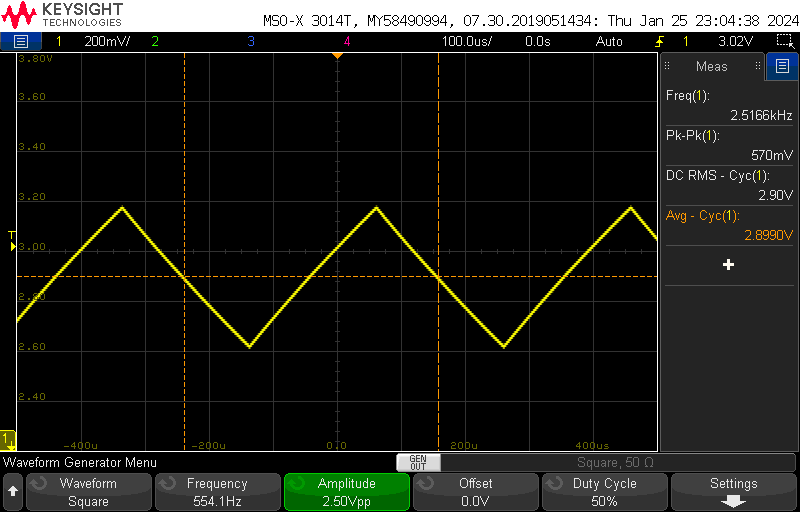 KEYSIGHT
TECHNOLOGIES
MSO-X 3014T, MY58490994, 07.30.2019051434: Thu Jan 25 23:04:38 2024
1 200mV/ 2 3 4 100.0us/ 0.0s Auto 1 3.02V
3.80V
3.60
3.40
3.20
T
3.00
2.80
2.60
2.40
1
-400u -200u 0.0 200u 400us
Meas
Freq(1):
2.5166kHz
Pk-Pk(1):
570mV
DC RMS - Cyc(1):
2.90V
Avg - Cyc(1):
2.8990V
Waveform Generator Menu
GEN
OUT
Square, 50 Ω
Waveform
Square
Frequency
554.1Hz
Amplitude
2.50Vpp
Offset
0.0V
Duty Cycle
50%
Settings